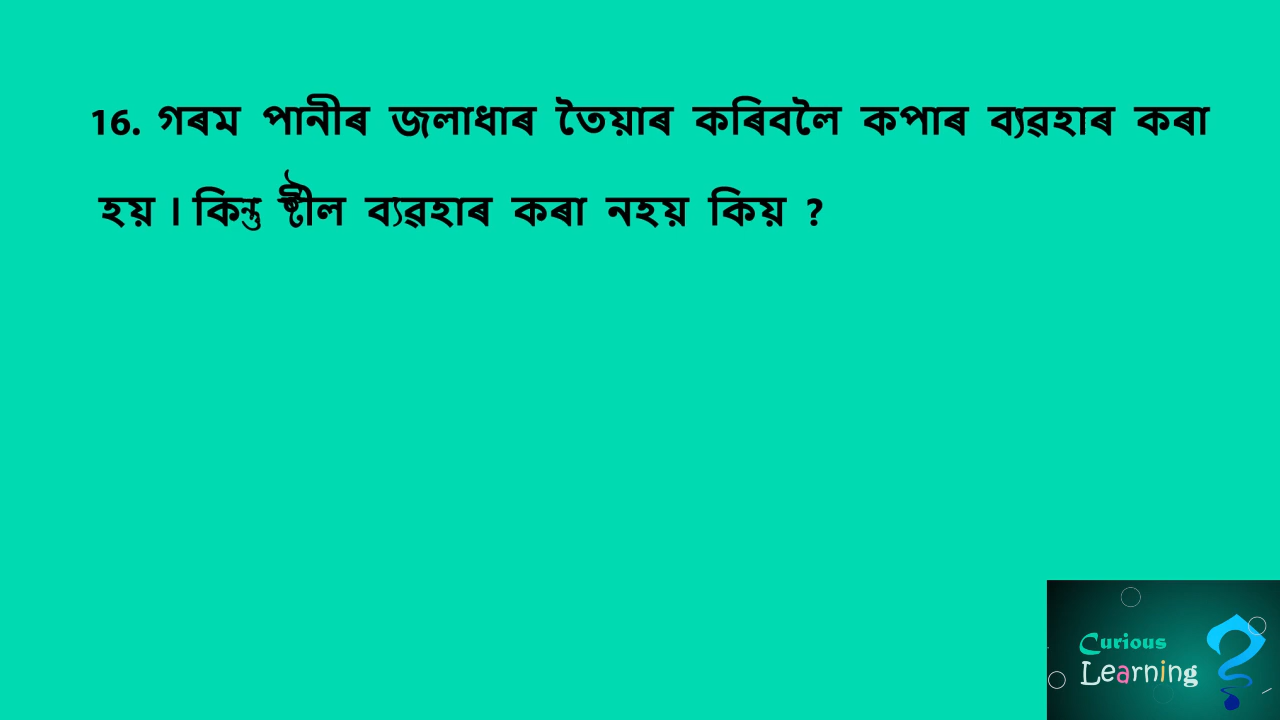 16. গৰম পানীৰ জলাধাৰ তৈয়াৰ কৰিবলৈ কপাৰ ব্যৱহাৰ কৰা
হয় । কিন্তু ষ্টীল ব্যৱহাৰ কৰা নহয় কিয় ?
Curious
Learning